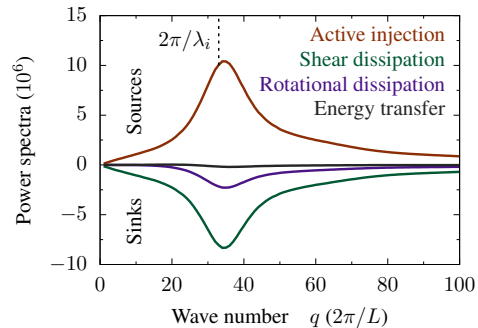 2π/λᵢ
Active injection
Shear dissipation
Rotational dissipation
Energy transfer
Power spectra (10⁶)
Sources
Sinks
15
10
5
0
−5
−10
0
20
40
60
80
100
Wave number q (2π/L)